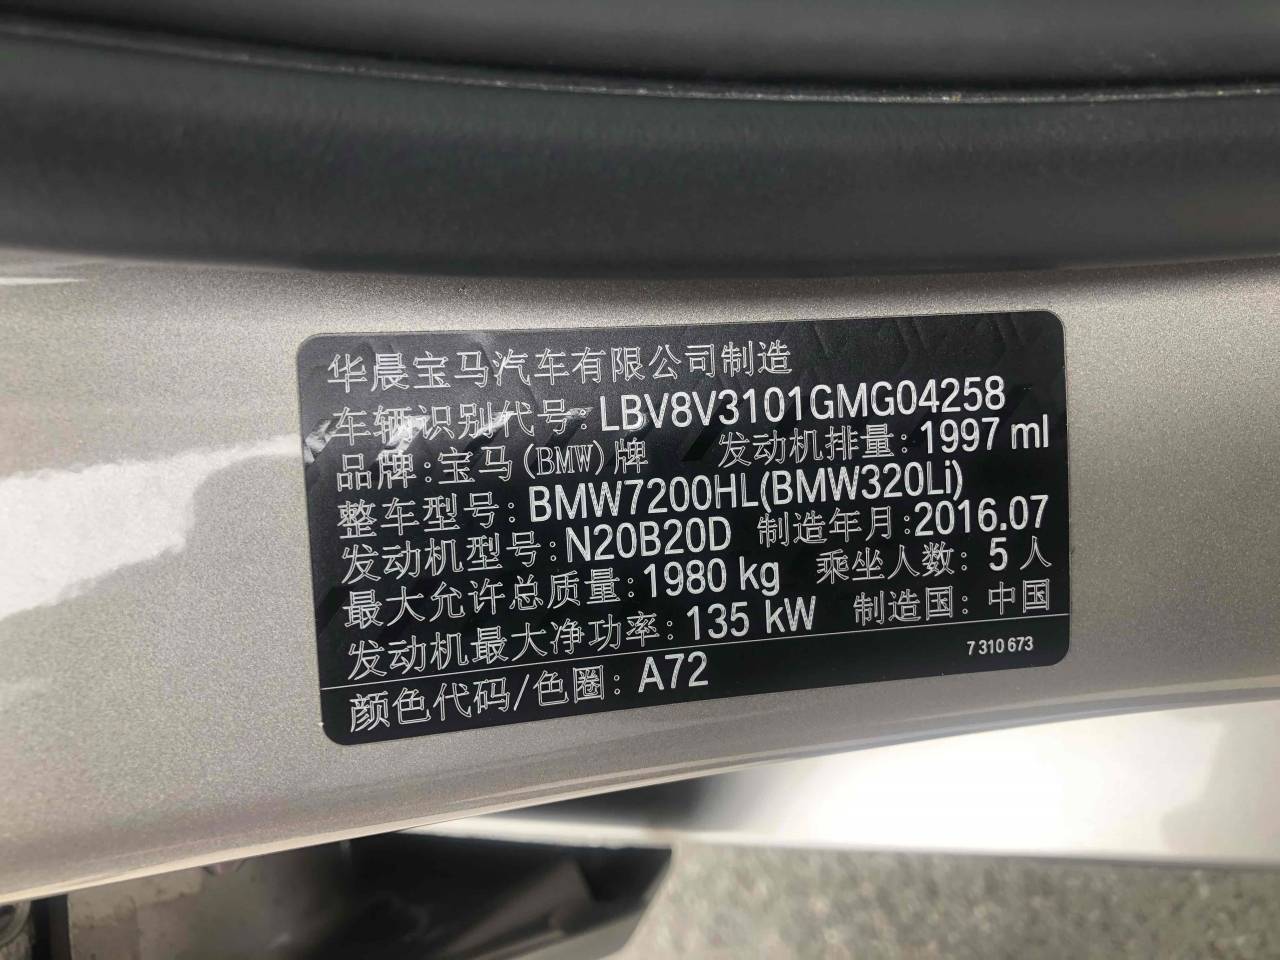 华晨宝马汽车有限公司制造
车辆识别代号: LBV8V3101GMG04258
品牌: 宝马(BMW)牌 发动机排量: 1997 ml
整车型号: BMW7200HL(BMW320Li)
发动机型号: N20B20D 制造年月: 2016.07
最大允许总质量: 1980 kg 乘坐人数: 5 人
发动机最大净功率: 135 kW 制造国: 中国
7 310 673
颜色代码/色圈: A72